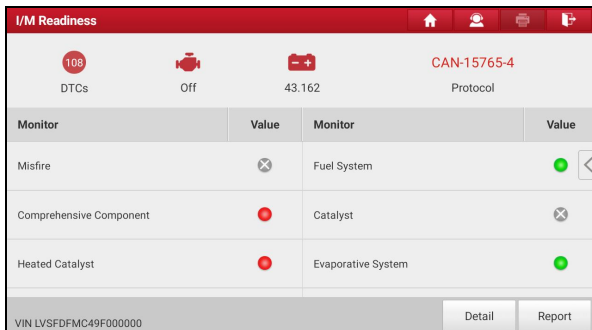 I/M Readiness
108
DTCs
Off
43.162
CAN-15765-4
Protocol
Monitor Value Monitor Value
Misfire Fuel System
Comprehensive Component Catalyst
Heated Catalyst Evaporative System
VIN LVSFDFMC49F000000
Detail Report